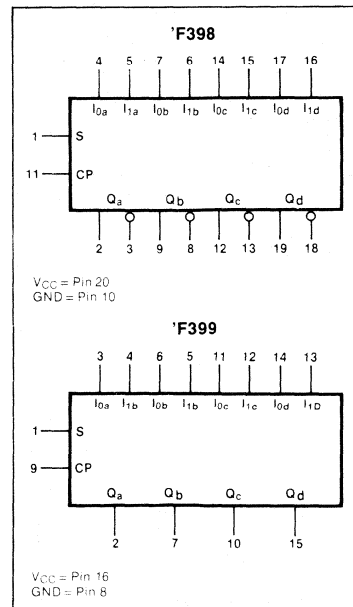 'F398
4 5 7 6 14 15 17 16
I0a I1a I0b I1b I0c I1c I0d I1d
1 S
11 CP
Qa Qb Qc Qd
2 3 9 8 12 13 19 18
VCC = Pin 20
GND = Pin 10
'F399
3 4 6 5 11 12 14 13
I0a I1b I0b I1b I0c I1c I0d I1D
1 S
9 CP
Qa Qb Qc Qd
2 7 10 15
VCC = Pin 16
GND = Pin 8